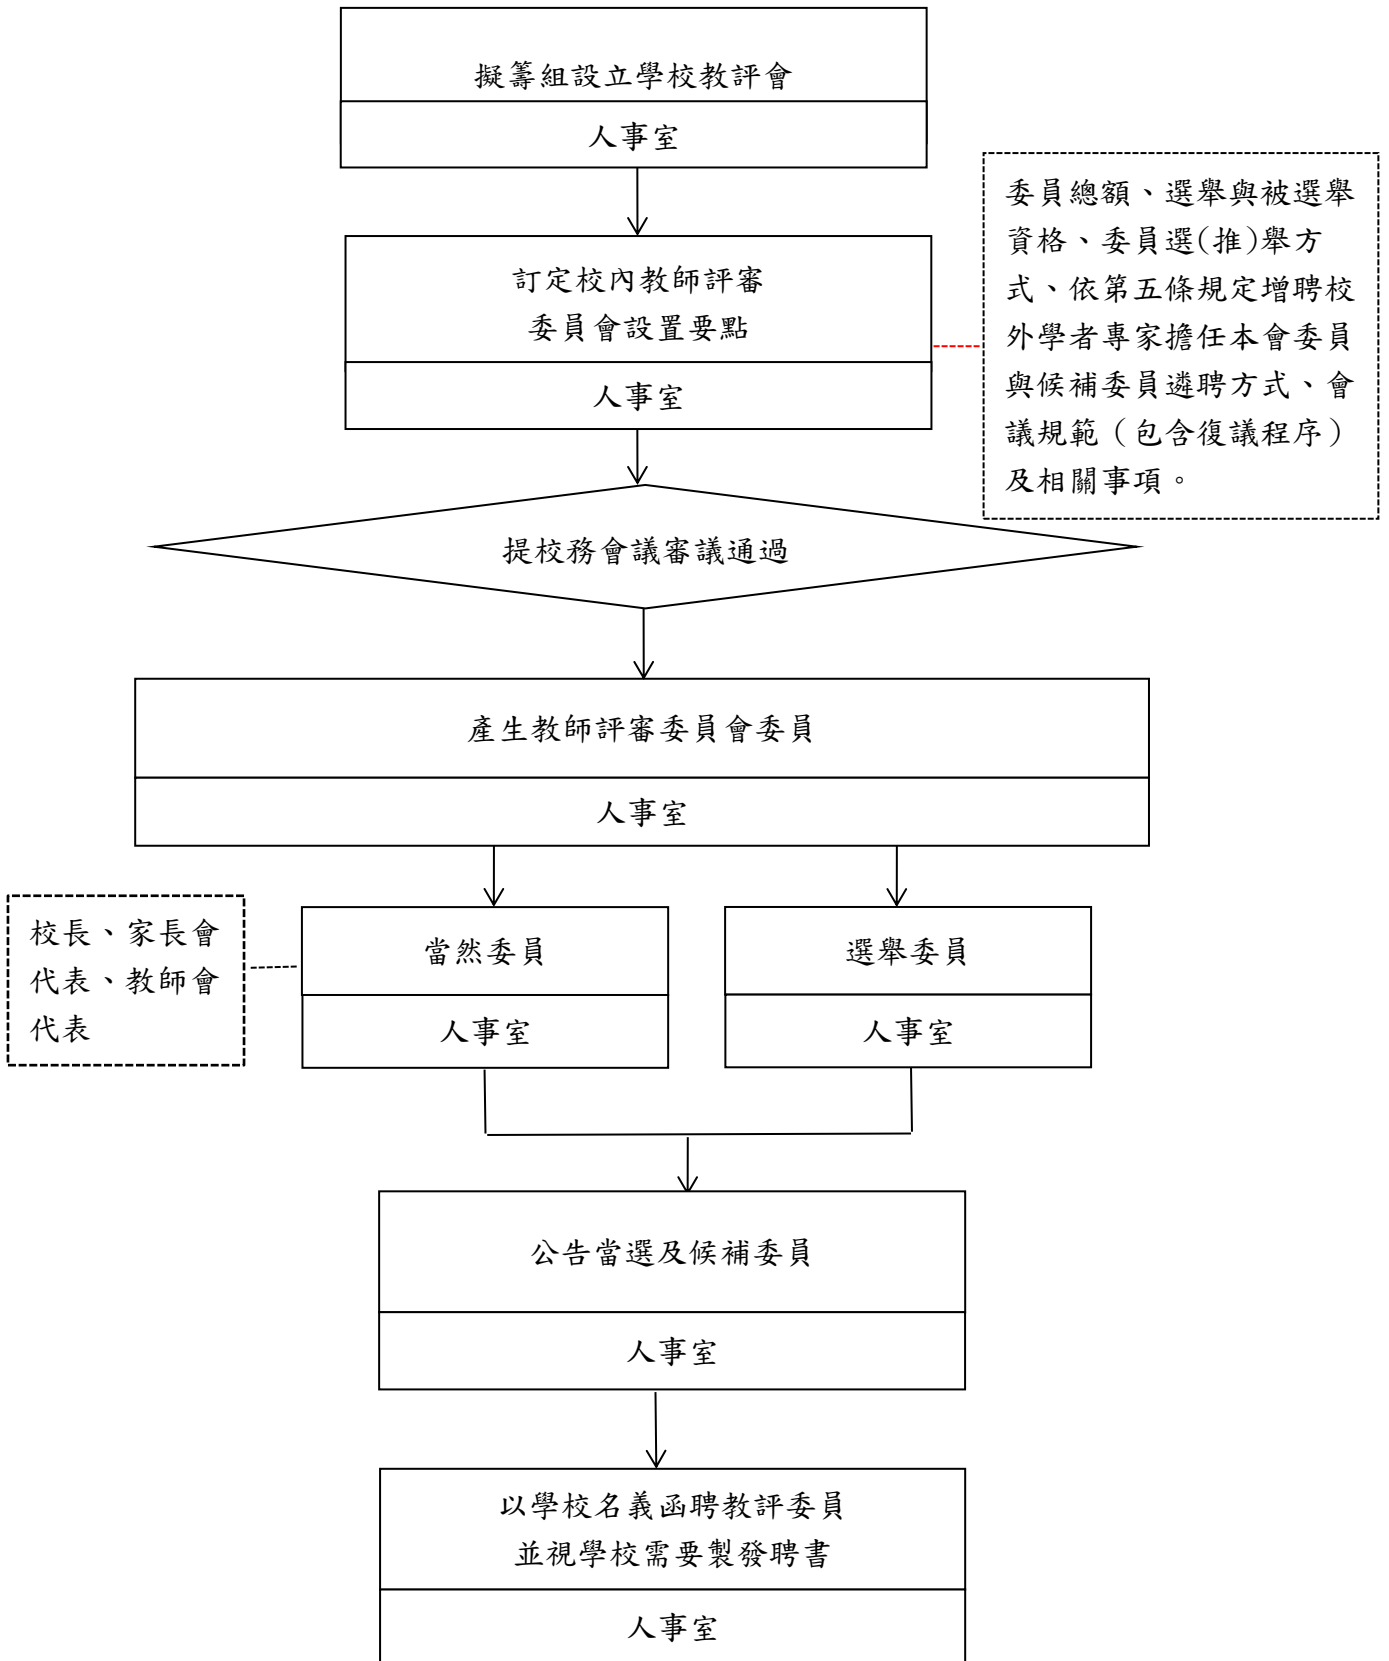 擬籌組設立學校教評會
人事室
訂定校內教師評審
委員會設置要點
人事室
委員總額、選舉與被選舉
資格、委員選(推)舉方
式、依第五條規定增聘校
外學者專家擔任本會委員
與候補委員遴聘方式、會
議規範（包含復議程序）
及相關事項。
提校務會議審議通過
產生教師評審委員會委員
人事室
校長、家長會
代表、教師會
代表
當然委員
人事室
選舉委員
人事室
公告當選及候補委員
人事室
以學校名義函聘教評委員
並視學校需要製發聘書
人事室